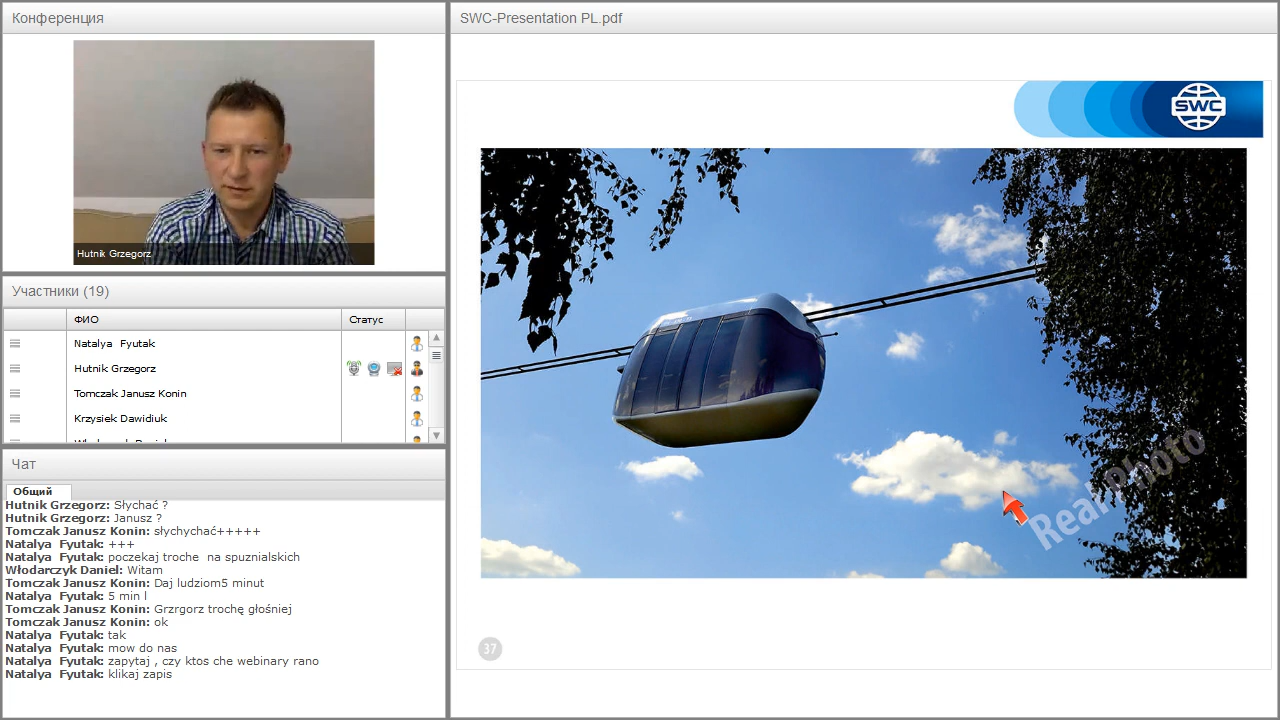 Конференция
Hutnik Grzegorz
Участники (19)
ФИО
Статус
Natalya Fyutak
Hutnik Grzegorz
Tomczak Janusz Konin
Krzysiek Dawidiuk
Чат
Общий
Hutnik Grzegorz: Słychać ?
Hutnik Grzegorz: Janusz ?
Tomczak Janusz Konin: słychychać+++++
Natalya Fyutak: +++
Natalya Fyutak: poczekaj troche na spuznialskich
Włodarczyk Daniel: Witam
Tomczak Janusz Konin: Daj ludziom5 minut
Natalya Fyutak: 5 min l
Tomczak Janusz Konin: Grzrgorz trochę głośniej
Tomczak Janusz Konin: ok
Natalya Fyutak: tak
Natalya Fyutak: mow do nas
Natalya Fyutak: zapytaj , czy ktos che webinary rano
Natalya Fyutak: klikaj zapis
SWC-Presentation PL.pdf
SWC
Real Photo
37